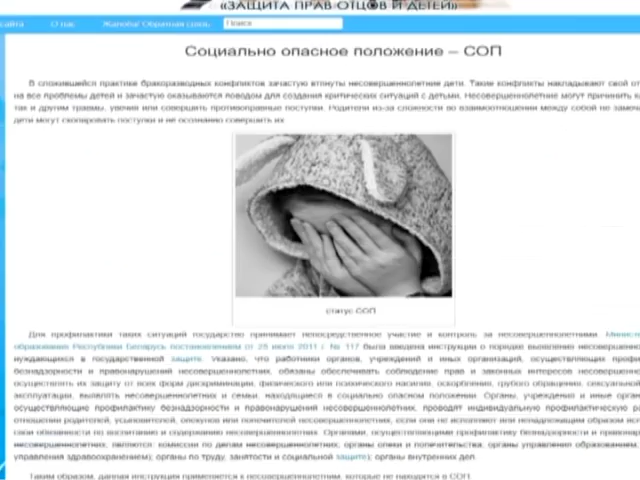 «ЗАЩИТА ПРАВ ОТЦОВ И ДЕТЕЙ»
сайта О нас Жалоба/ Обратная связь Поиск
Социально опасное положение – СОП
В сложившейся практике бракоразводных конфликтов зачастую втянуты несовершеннолетние дети. Такие конфликты накладывают свой от
на все проблемы детей и зачастую оказываются поводом для создания критических ситуаций с детьми. Несовершеннолетние могут причинить к
так и другим травмы, увечия или совершить противоправные поступки. Родители из-за сложности во взаимоотношении между собой не замеча
дети могут скопировать поступки и не осознанно совершить их
статус СОП
Для профилактики таких ситуаций государство принимает непосредственное участие и контроль за несовершеннолетними. Министе
образования Республики Беларусь постановлением от 25 июля 2011 г. № 117 была введена инструкции о порядке выявления несовершенно
нуждающихся в государственной защите. Указано, что работники органов, учреждений и иных организаций, осуществляющих профи
безнадзорности и правонарушений несовершеннолетних, обязаны обеспечивать соблюдение прав и законных интересов несовершенно
осуществлять их защиту от всех форм дискриминации, физического или психического насилия, оскорбления, грубого обращения, сексуальной
эксплуатации, выявлять несовершеннолетних и семьи, находящиеся в социально опасном положении. Органы, учреждения и иные орган
осуществляющие профилактику безнадзорности и правонарушений несовершеннолетних, проводят индивидуальную профилактическую р
отношении родителей, усыновителей, опекунов или попечителей несовершеннолетних, если они не исполняют или ненадлежащим образом исп
свои обязанности по воспитанию и содержанию несовершеннолетних. Органами, осуществляющими профилактику безнадзорности и правонар
несовершеннолетних, являются: комиссии по делам несовершеннолетних; органы опеки и попечительства; органы управления образованием,
управления здравоохранением); органы по труду, занятости и социальной защите); органы внутренних дел.
Таким образом, данная инструкция применяется к несовершеннолетним, которые не находятся в СОП.